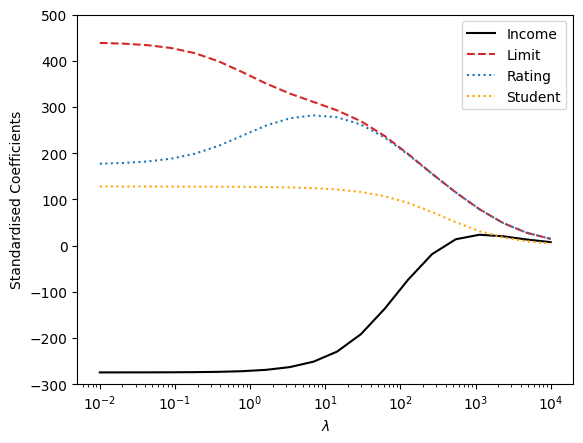 500
400
300
200
100
0
−100
−200
−300
Standardised Coefficients
Income
Limit
Rating
Student
10⁻² 10⁻¹ 10⁰ 10¹ 10² 10³ 10⁴
λ